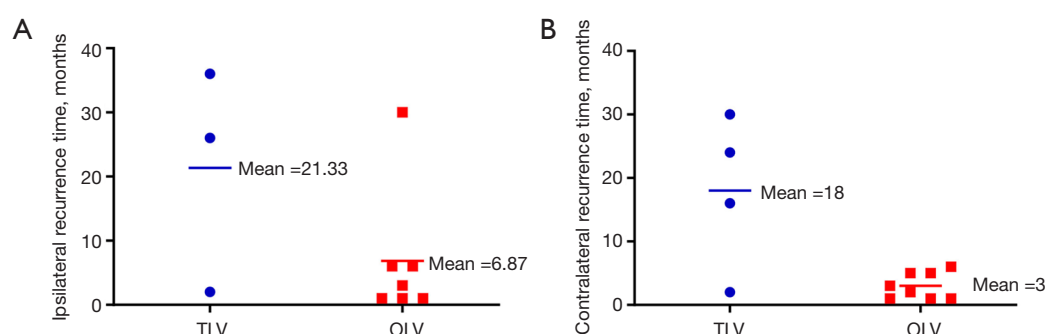 A
Ipsilateral recurrence time, months
40
30
20
10
0
Mean =21.33
Mean =6.87
TLV
OLV
B
Contralateral recurrence time, months
40
30
20
10
0
Mean =18
Mean =3
TLV
OLV